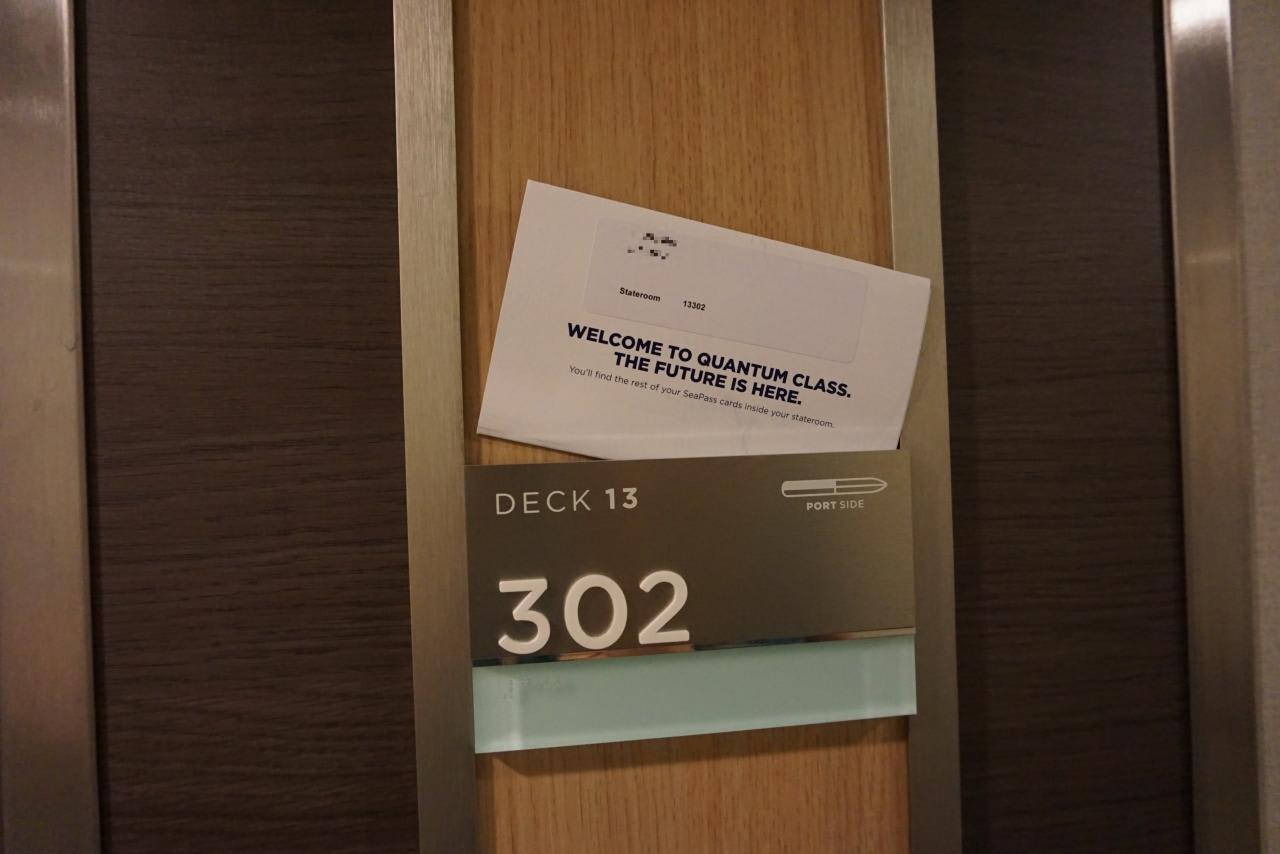 Stateroom 13302
WELCOME TO QUANTUM CLASS.
THE FUTURE IS HERE.
You'll find the rest of your SeaPass cards inside your stateroom.
DECK 13
PORT SIDE
302